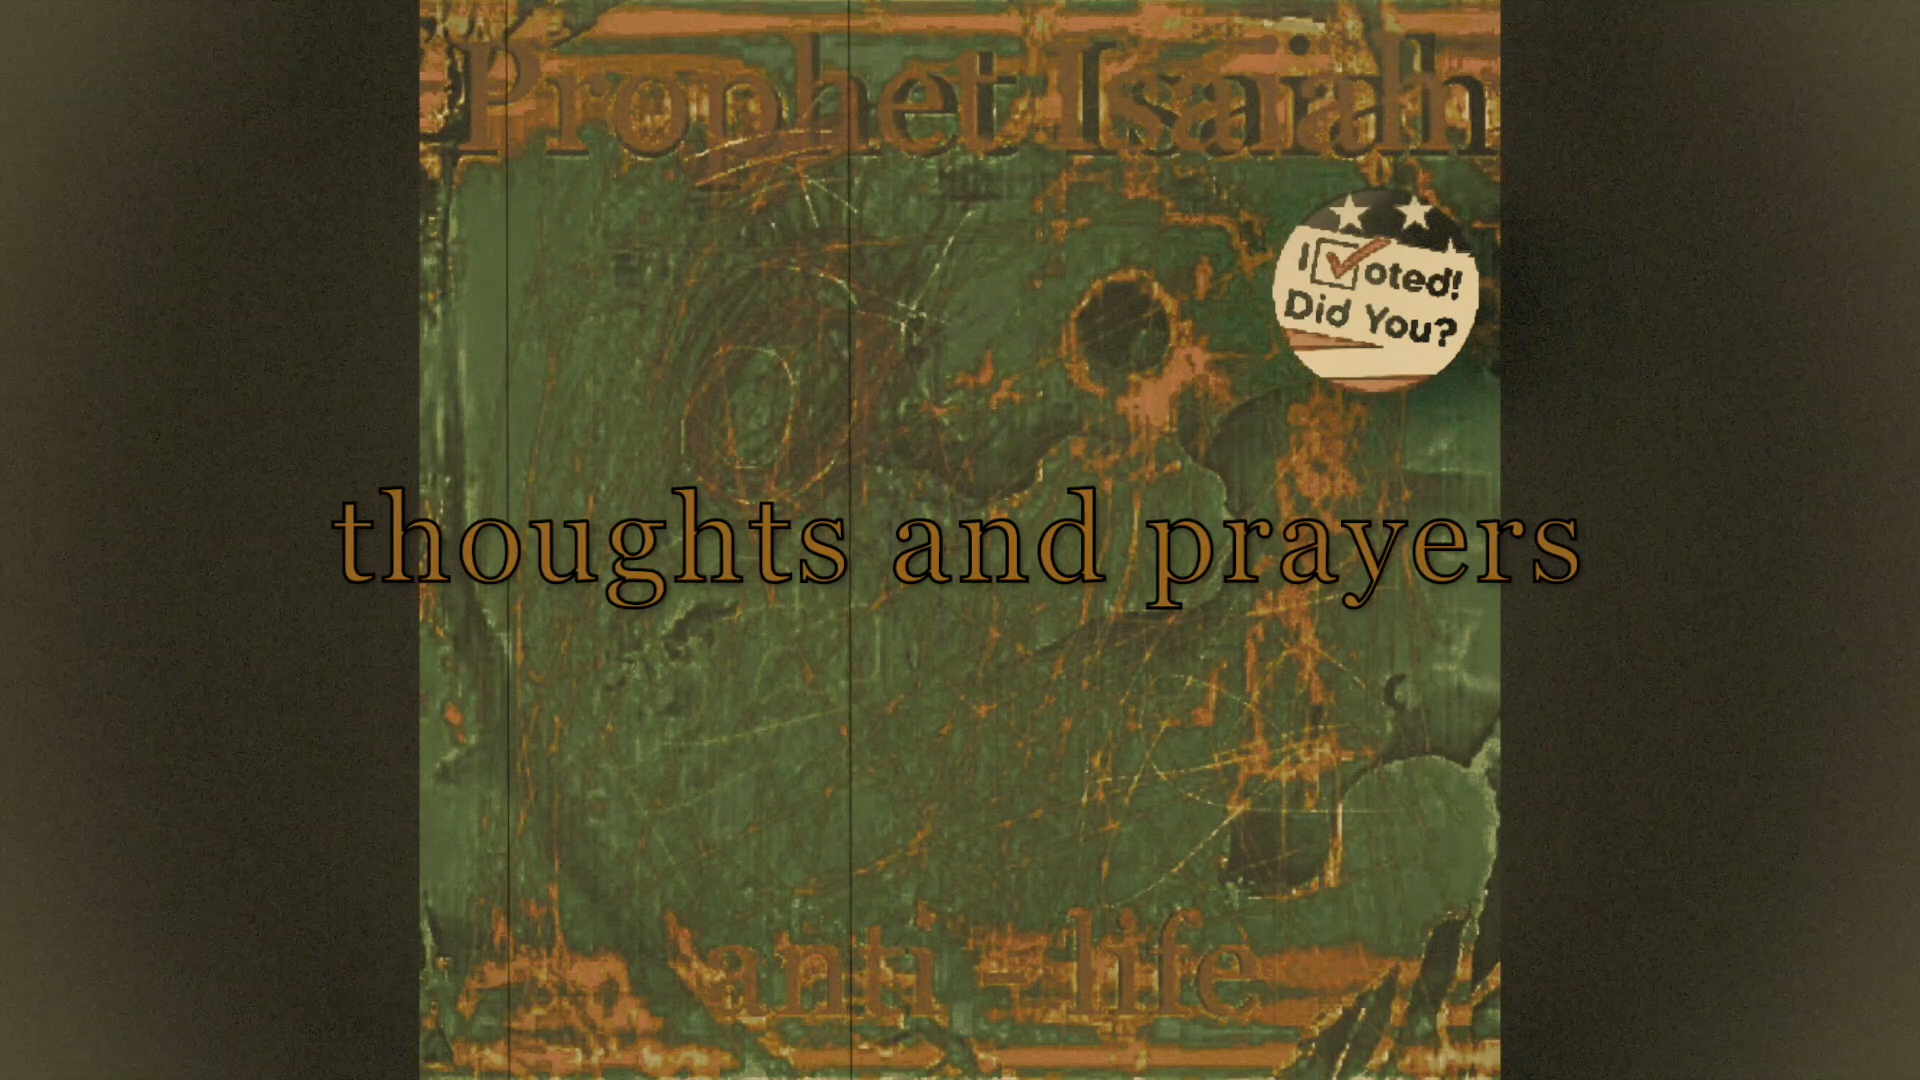 Prophet Isaiah
I Voted!
Did You?
thoughts and prayers
anti - life